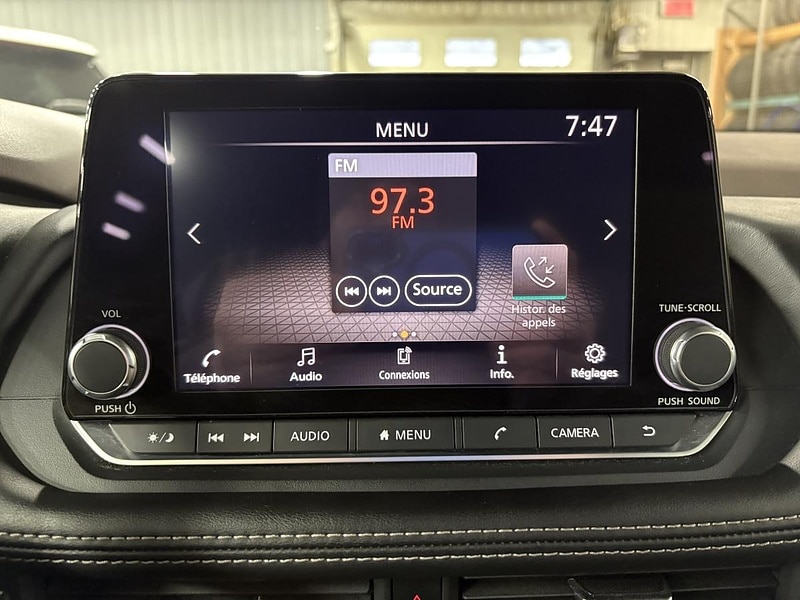 MENU
7:47
FM
97.3
FM
Source
Histor. des
appels
Téléphone
Audio
Connexions
Info.
Réglages
VOL
PUSH
TUNE·SCROLL
PUSH SOUND
AUDIO
MENU
CAMERA